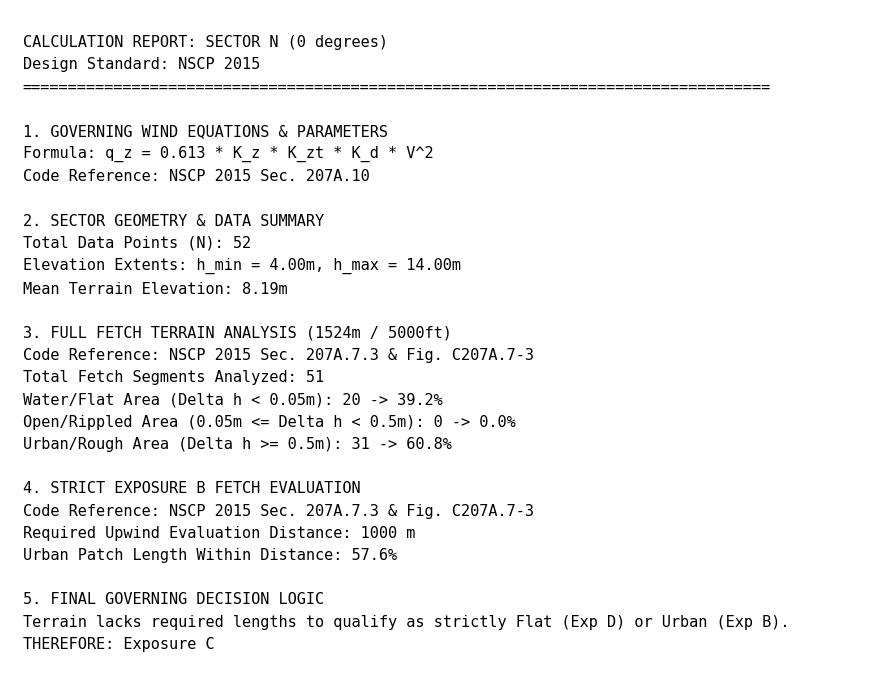 CALCULATION REPORT: SECTOR N (0 degrees)
Design Standard: NSCP 2015
==================================================================================
1. GOVERNING WIND EQUATIONS & PARAMETERS
Formula: q_z = 0.613 * K_z * K_zt * K_d * V^2
Code Reference: NSCP 2015 Sec. 207A.10
2. SECTOR GEOMETRY & DATA SUMMARY
Total Data Points (N): 52
Elevation Extents: h_min = 4.00m, h_max = 14.00m
Mean Terrain Elevation: 8.19m
3. FULL FETCH TERRAIN ANALYSIS (1524m / 5000ft)
Code Reference: NSCP 2015 Sec. 207A.7.3 & Fig. C207A.7-3
Total Fetch Segments Analyzed: 51
Water/Flat Area (Delta h < 0.05m): 20 -> 39.2%
Open/Rippled Area (0.05m <= Delta h < 0.5m): 0 -> 0.0%
Urban/Rough Area (Delta h >= 0.5m): 31 -> 60.8%
4. STRICT EXPOSURE B FETCH EVALUATION
Code Reference: NSCP 2015 Sec. 207A.7.3 & Fig. C207A.7-3
Required Upwind Evaluation Distance: 1000 m
Urban Patch Length Within Distance: 57.6%
5. FINAL GOVERNING DECISION LOGIC
Terrain lacks required lengths to qualify as strictly Flat (Exp D) or Urban (Exp B).
THEREFORE: Exposure C